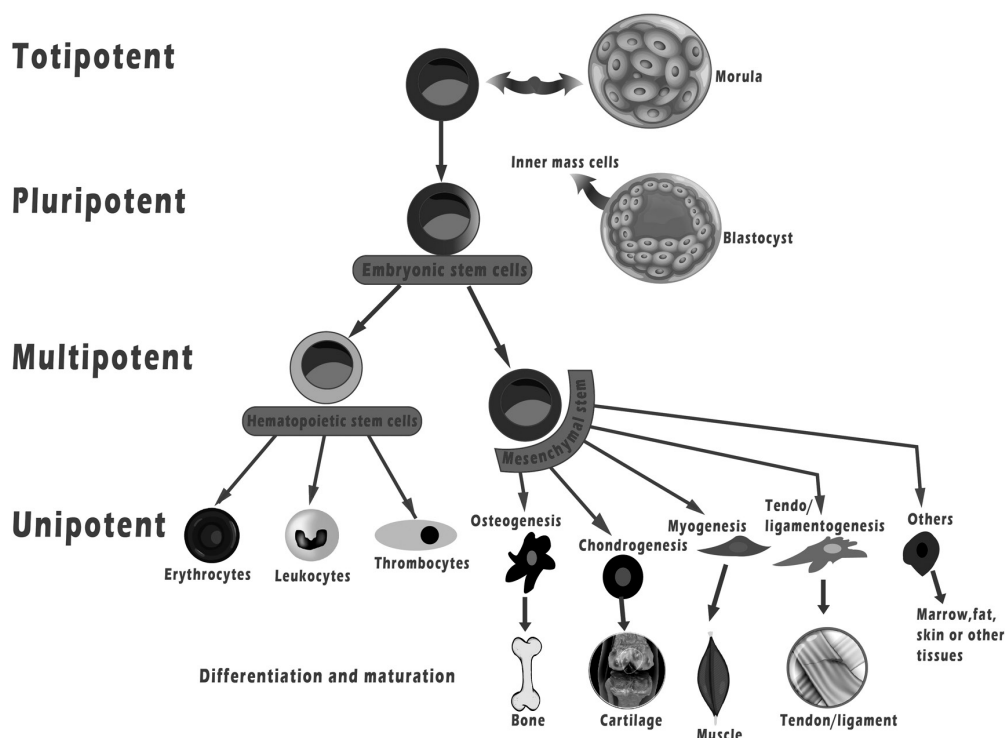 Totipotent
Morula
Inner mass cells
Pluripotent
Blastocyst
Embryonic stem cells
Multipotent
Hematopoietic stem cells
Mesenchymal stem
Unipotent
Erythrocytes
Leukocytes
Thrombocytes
Osteogenesis
Chondrogenesis
Myogenesis
Tendo/
ligamentogenesis
Others
Marrow,fat,
skin or other
tissues
Differentiation and maturation
Bone
Cartilage
Muscle
Tendon/ligament